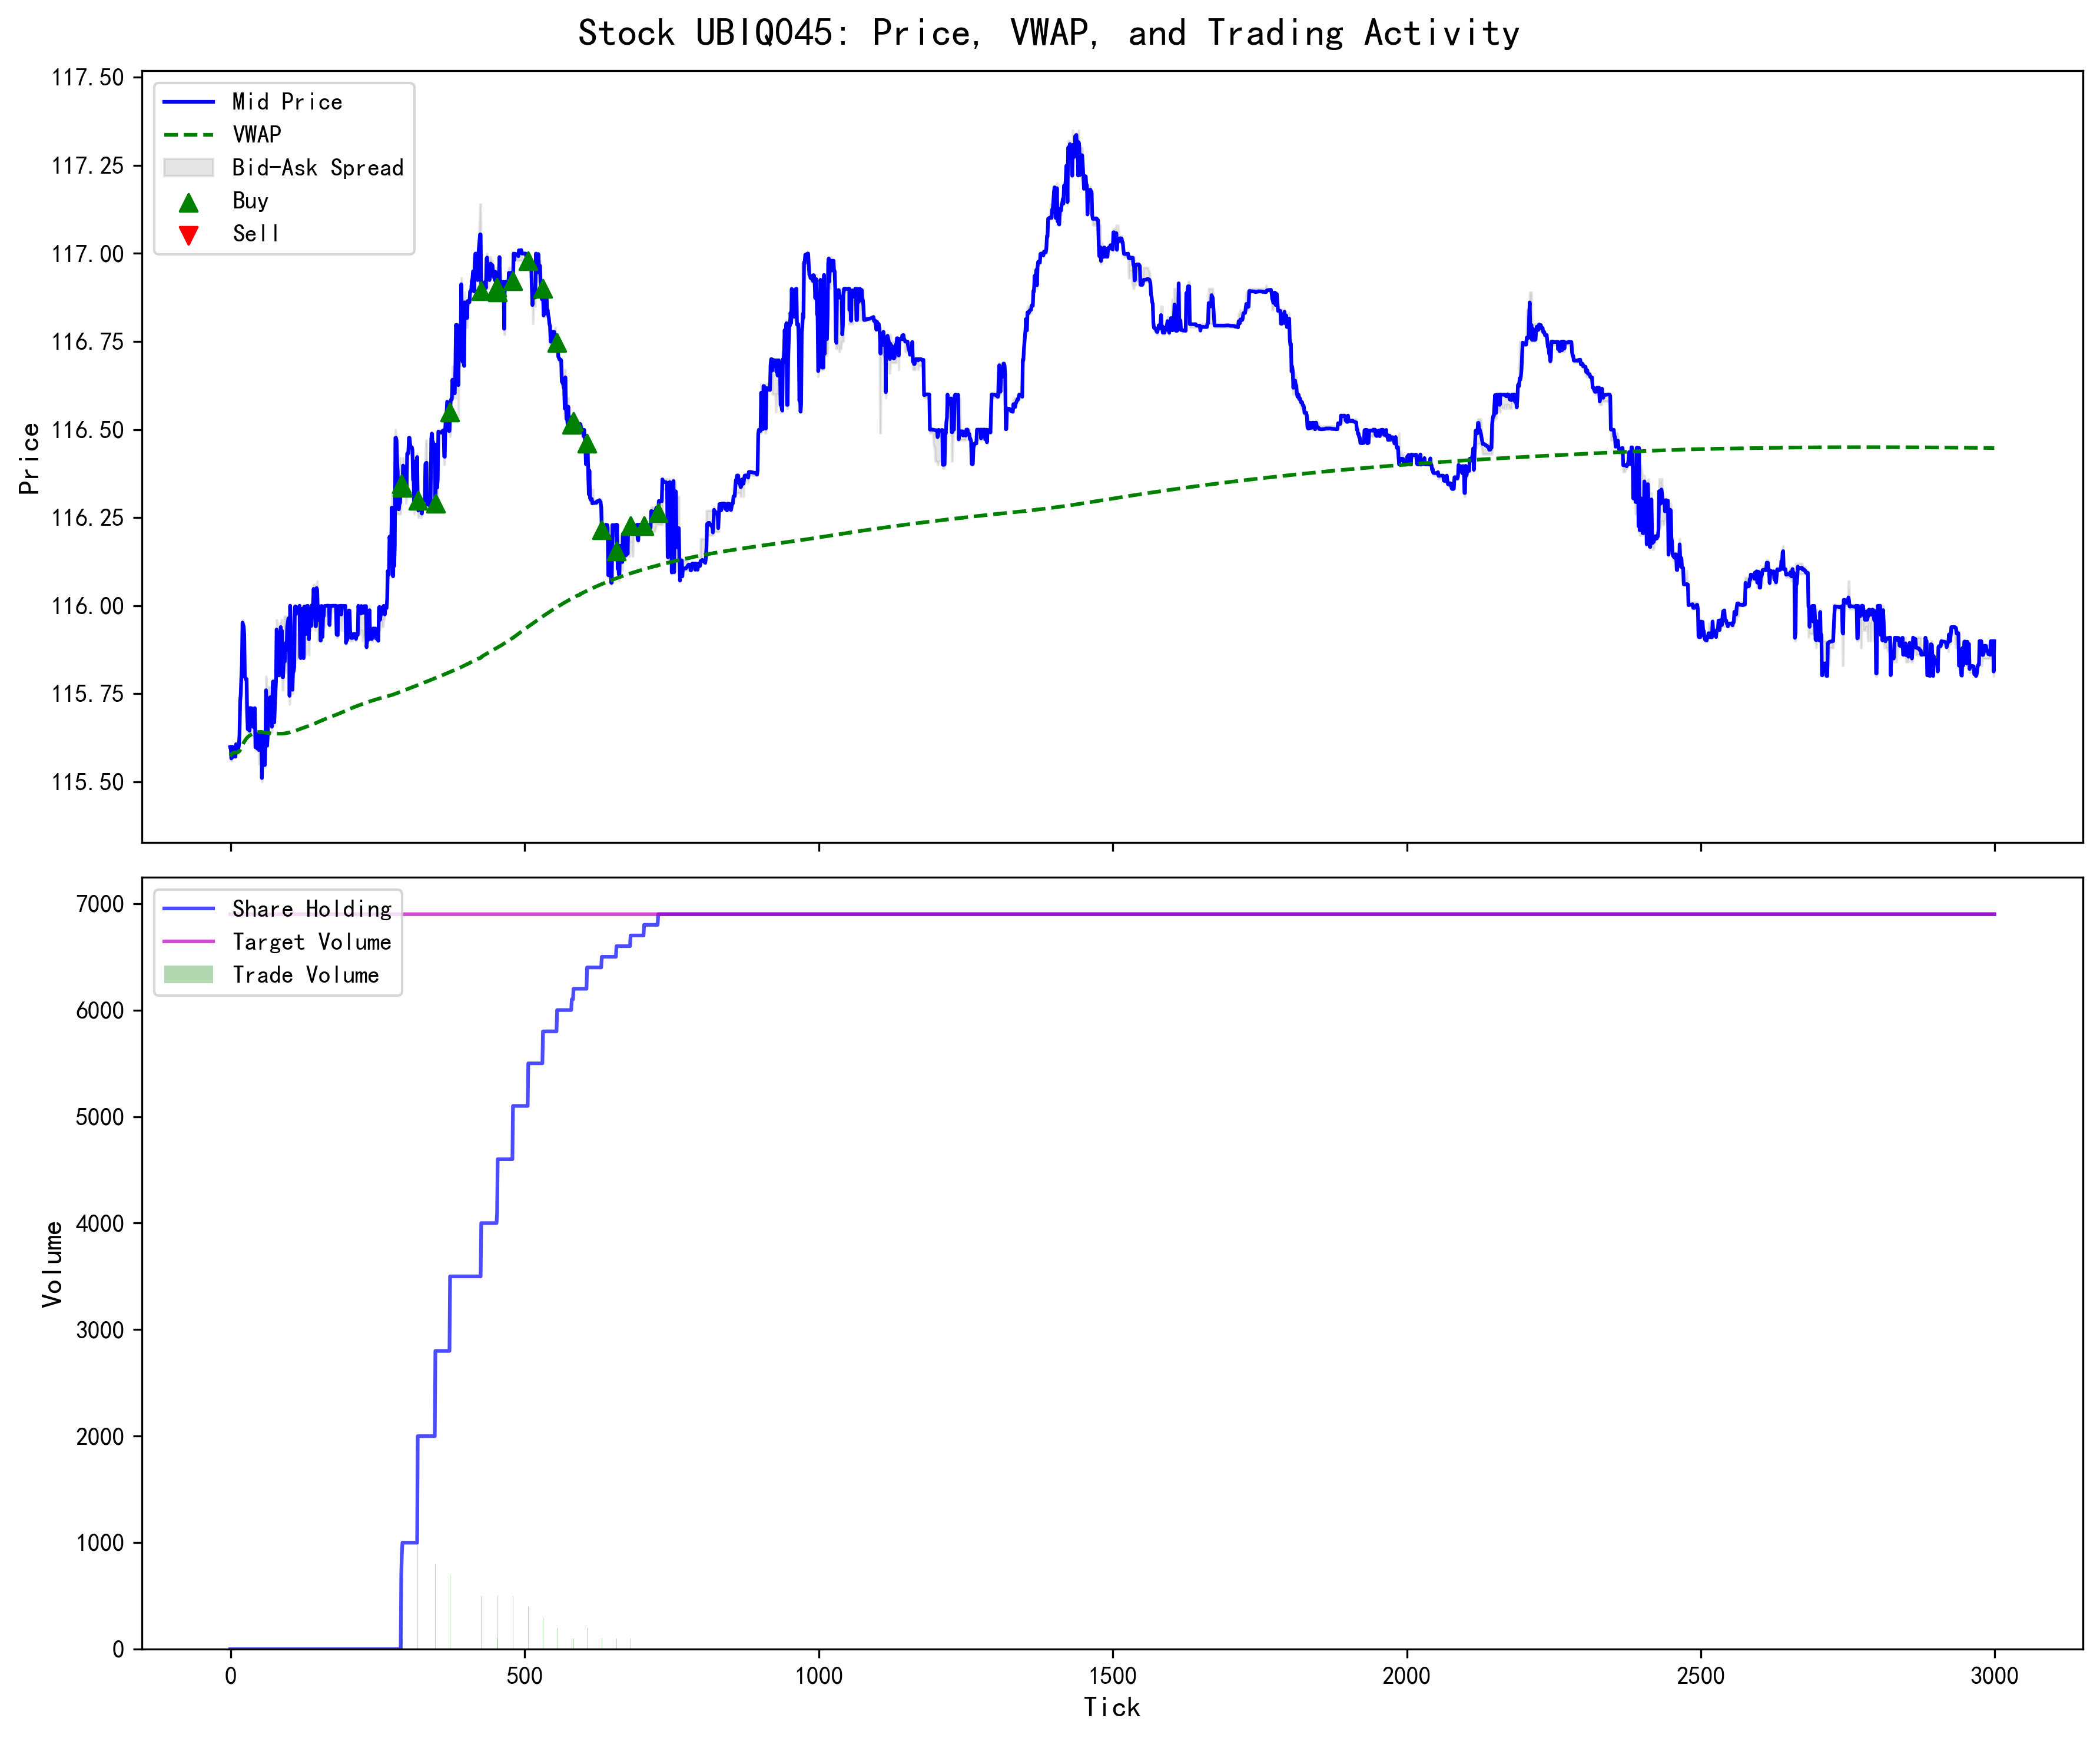 Stock UBIQ045: Price, VWAP, and Trading Activity
117.50
117.25
117.00
116.75
116.50
116.25
116.00
115.75
115.50
Price
Mid Price
VWAP
Bid-Ask Spread
Buy
Sell
7000
6000
5000
4000
3000
2000
1000
0
Volume
Share Holding
Target Volume
Trade Volume
0
500
1000
1500
2000
2500
3000
Tick